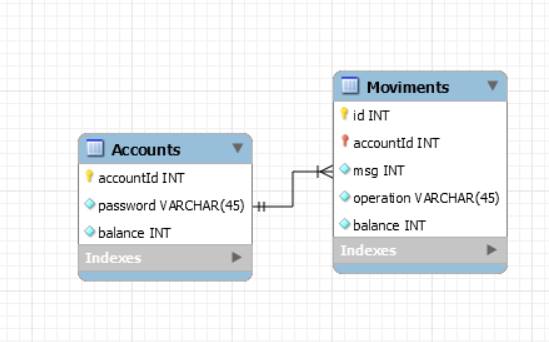 Accounts
accountId INT
password VARCHAR(45)
balance INT
Indexes
Moviments
id INT
accountId INT
msg INT
operation VARCHAR(45)
balance INT
Indexes